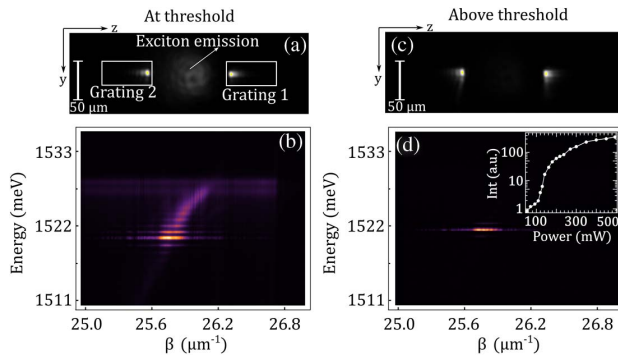 At threshold
Above threshold
z
y
(a)
Exciton emission
Grating 2
Grating 1
50 μm
z
y
(c)
50 μm
(b)
Energy (meV)
1533
1522
1511
25.0 25.6 26.2 26.8
β (μm⁻¹)
(d)
Energy (meV)
1533
1522
1511
25.0 25.6 26.2 26.8
β (μm⁻¹)
Int (a.u.)
100
10
1
100 300 500
Power (mW)